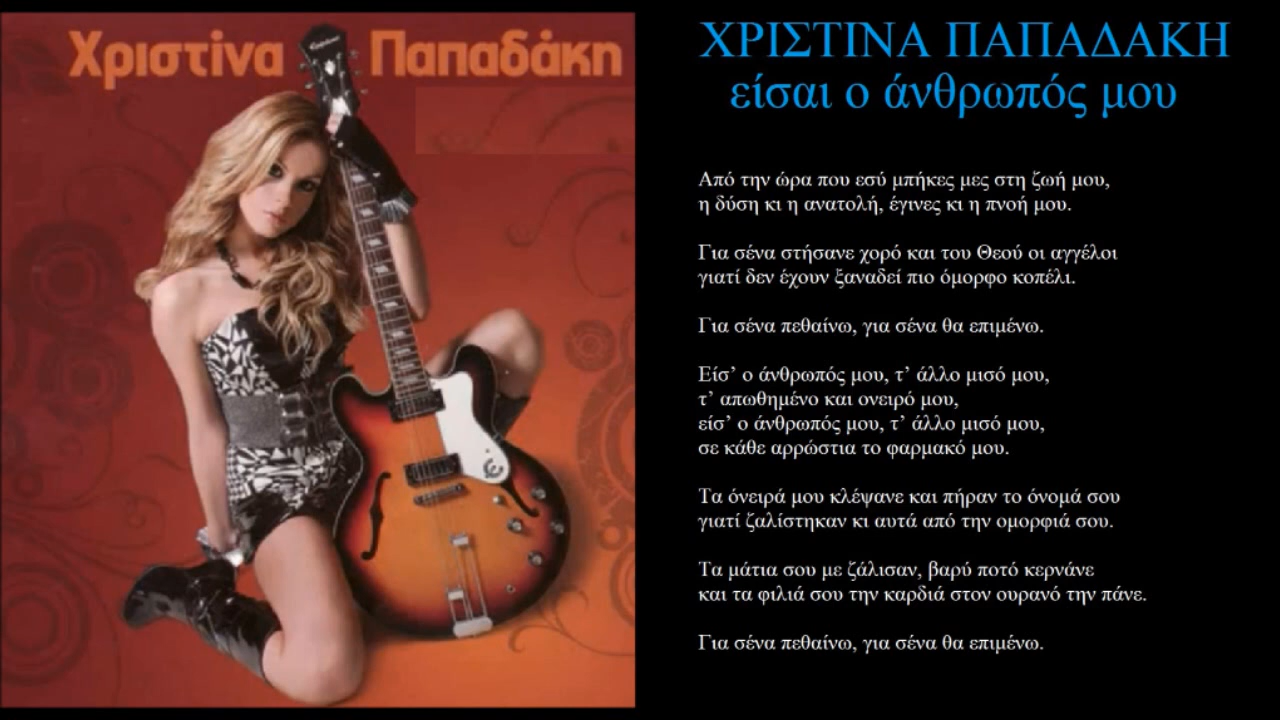 Χριστίνα Παπαδάκη
ΧΡΙΣΤΙΝΑ ΠΑΠΑΔΑΚΗ
είσαι ο άνθρωπός μου
Από την ώρα που εσύ μπήκες μες στη ζωή μου,
η δύση κι η ανατολή, έγινες κι η πνοή μου.
Για σένα στήσανε χορό και του Θεού οι αγγέλοι
γιατί δεν έχουν ξαναδεί πιο όμορφο κοπέλι.
Για σένα πεθαίνω, για σένα θα επιμένω.
Είσ’ ο άνθρωπός μου, τ’ άλλο μισό μου,
τ’ απωθημένο και ονειρό μου,
είσ’ ο άνθρωπός μου, τ’ άλλο μισό μου,
σε κάθε αρρώστια το φαρμακό μου.
Τα όνειρά μου κλέψανε και πήραν το όνομά σου
γιατί ζαλίστηκαν κι αυτά από την ομορφιά σου.
Τα μάτια σου με ζάλισαν, βαρύ ποτό κερνάνε
και τα φιλιά σου την καρδιά στον ουρανό την πάνε.
Για σένα πεθαίνω, για σένα θα επιμένω.